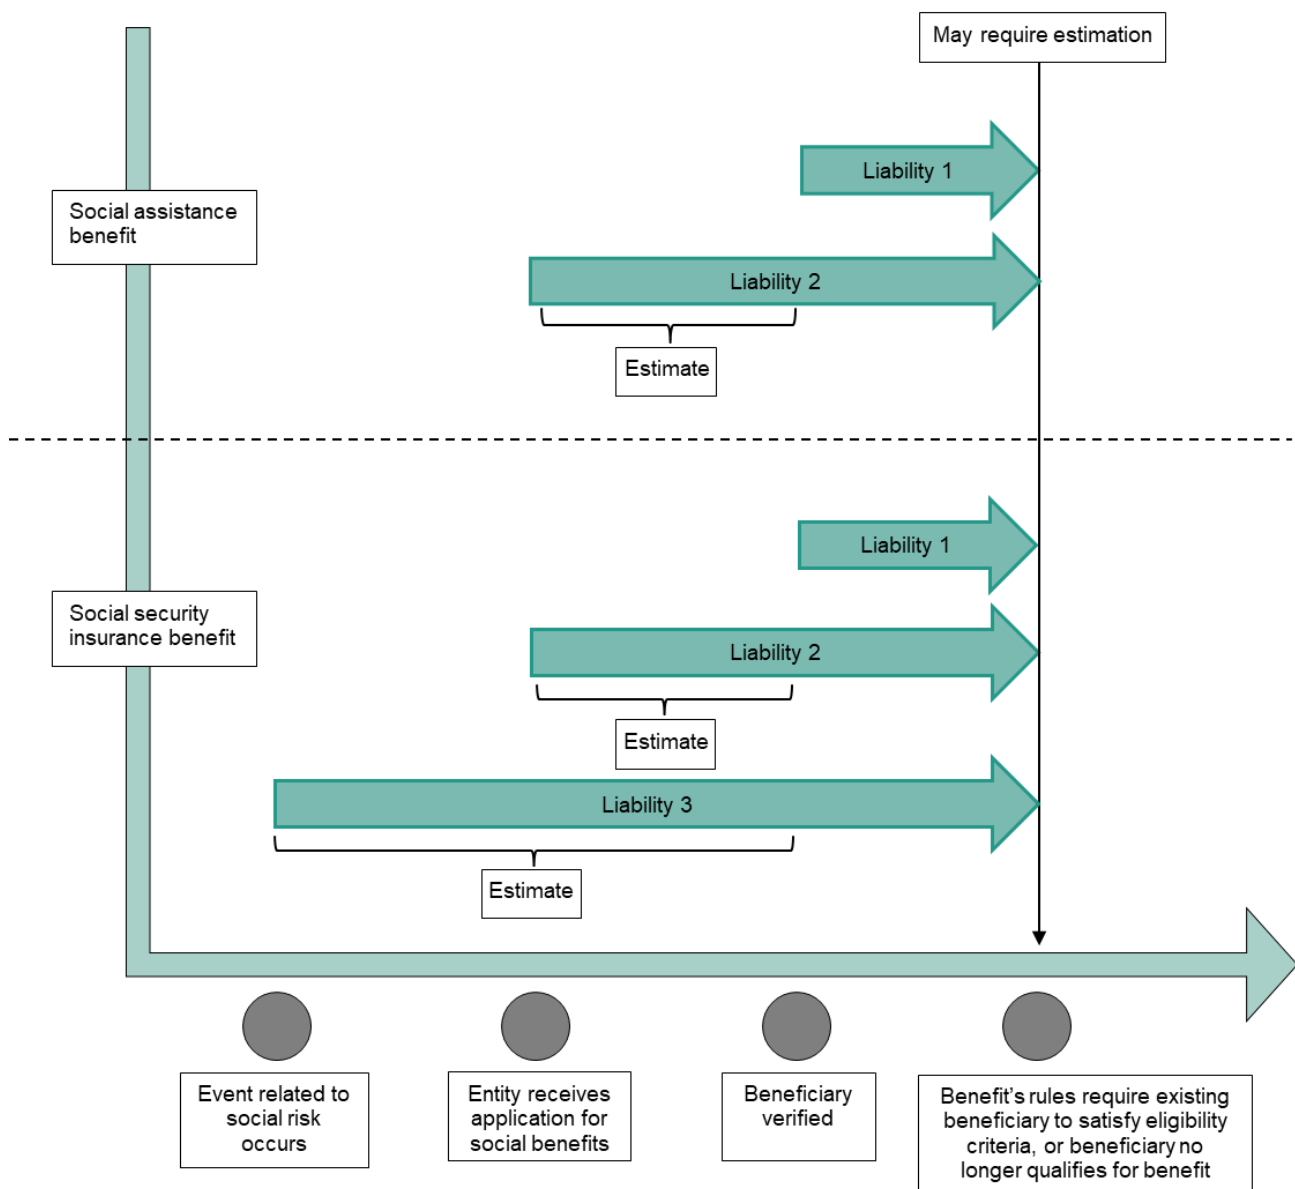 May require estimation
Liability 1
Social assistance
benefit
Liability 2
Estimate
Liability 1
Social security
insurance benefit
Liability 2
Estimate
Liability 3
Estimate
Event related to
social risk
occurs
Entity receives
application for
social benefits
Beneficiary
verified
Benefit’s rules require existing
beneficiary to satisfy eligibility
criteria, or beneficiary no
longer qualifies for benefit